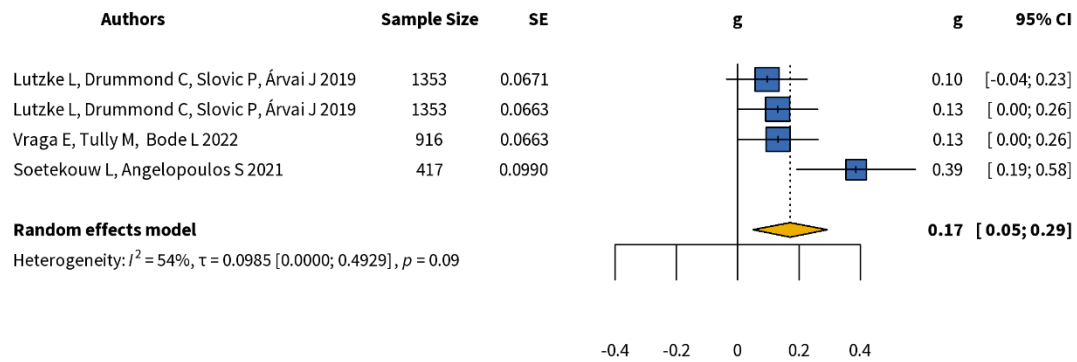 Authors Sample Size SE g g 95% CI
Lutzke L, Drummond C, Slovic P, Árvai J 2019 1353 0.0671 0.10 [-0.04; 0.23]
Lutzke L, Drummond C, Slovic P, Árvai J 2019 1353 0.0663 0.13 [ 0.00; 0.26]
Vraga E, Tully M, Bode L 2022 916 0.0663 0.13 [ 0.00; 0.26]
Soetekouw L, Angelopoulos S 2021 417 0.0990 0.39 [ 0.19; 0.58]
Random effects model 0.17 [ 0.05; 0.29]
Heterogeneity: I² = 54%, τ = 0.0985 [0.0000; 0.4929], p = 0.09
-0.4 -0.2 0 0.2 0.4